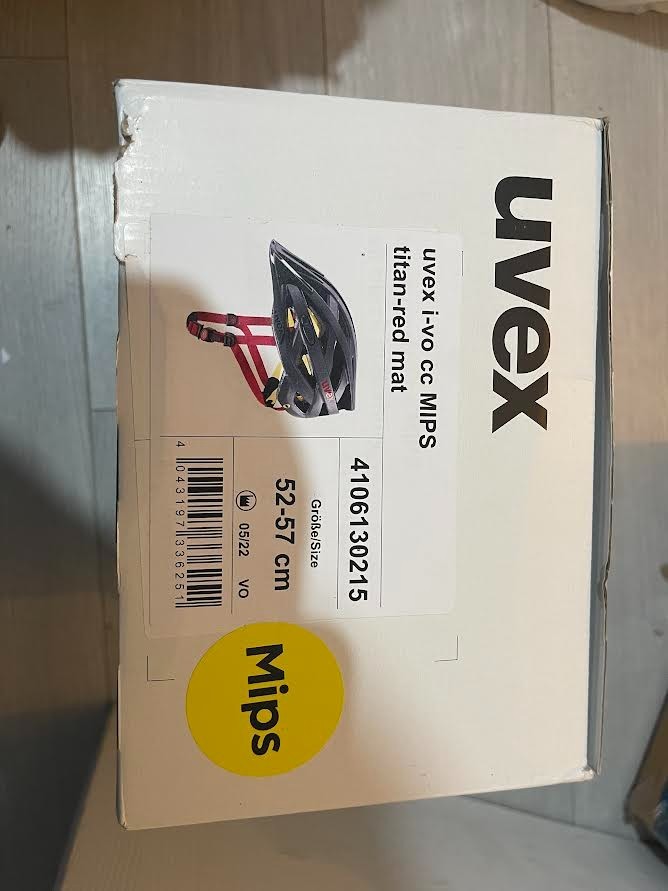 uvex
uvex i-vo cc MIPS
titan-red mat
uvex
4106130215
Größe/Size
52-57 cm
05/22 VO
4 043197 336251
Mips